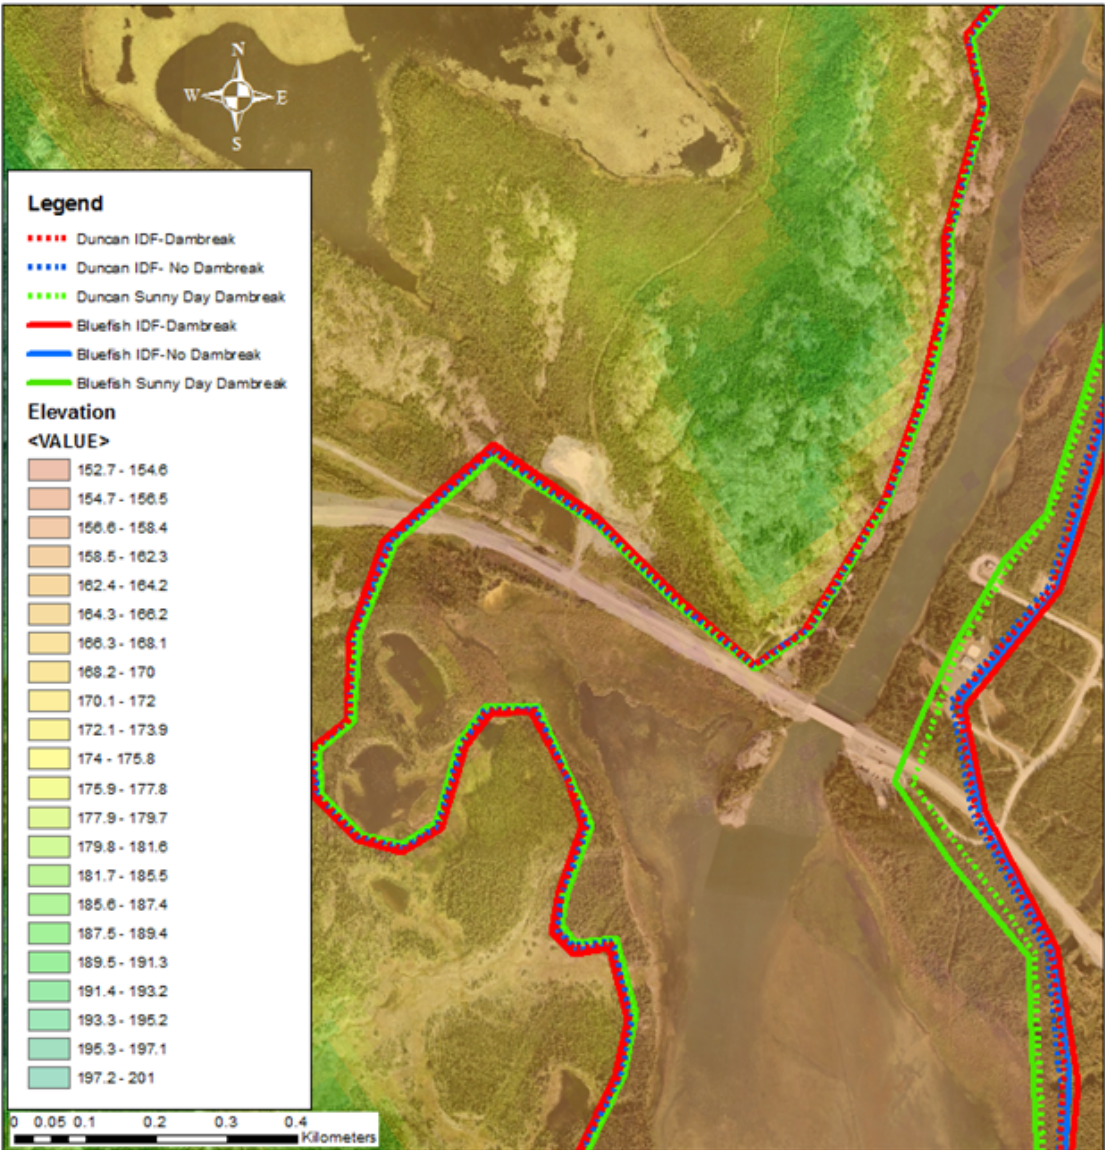 N
W E
S
Legend
Duncan IDF-Dambreak
Duncan IDF- No Dambreak
Duncan Sunny Day Dambreak
Bluefish IDF-Dambreak
Bluefish IDF-No Dambreak
Bluefish Sunny Day Dambreak
Elevation
<VALUE>
152.7 - 154.6
154.7 - 156.5
156.6 - 158.4
158.5 - 162.3
162.4 - 164.2
164.3 - 166.2
166.3 - 168.1
168.2 - 170
170.1 - 172
172.1 - 173.9
174 - 175.8
175.9 - 177.8
177.9 - 179.7
179.8 - 181.6
181.7 - 185.5
185.6 - 187.4
187.5 - 189.4
189.5 - 191.3
191.4 - 193.2
193.3 - 195.2
195.3 - 197.1
197.2 - 201
0 0.05 0.1 0.2 0.3 0.4
Kilometers